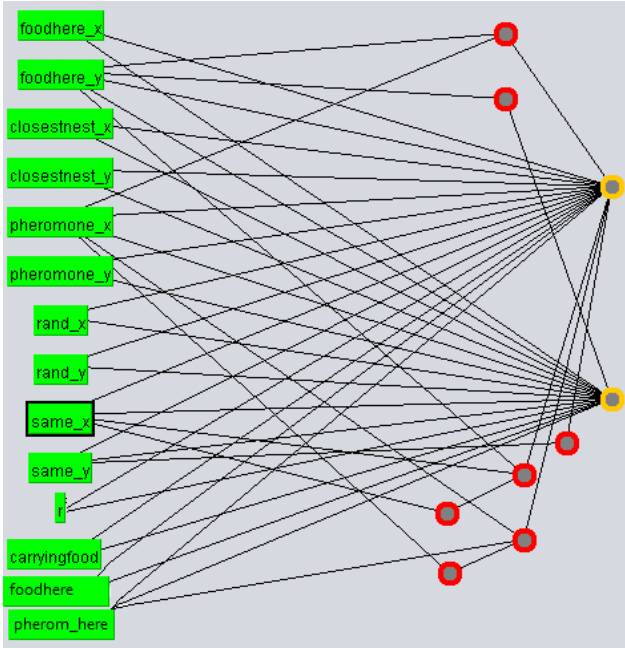 foodhere_x
foodhere_y
closestnest_x
closestnest_y
pheromone_x
pheromone_y
rand_x
rand_y
same_x
same_y
r
carryingfood
foodhere
pherom_here